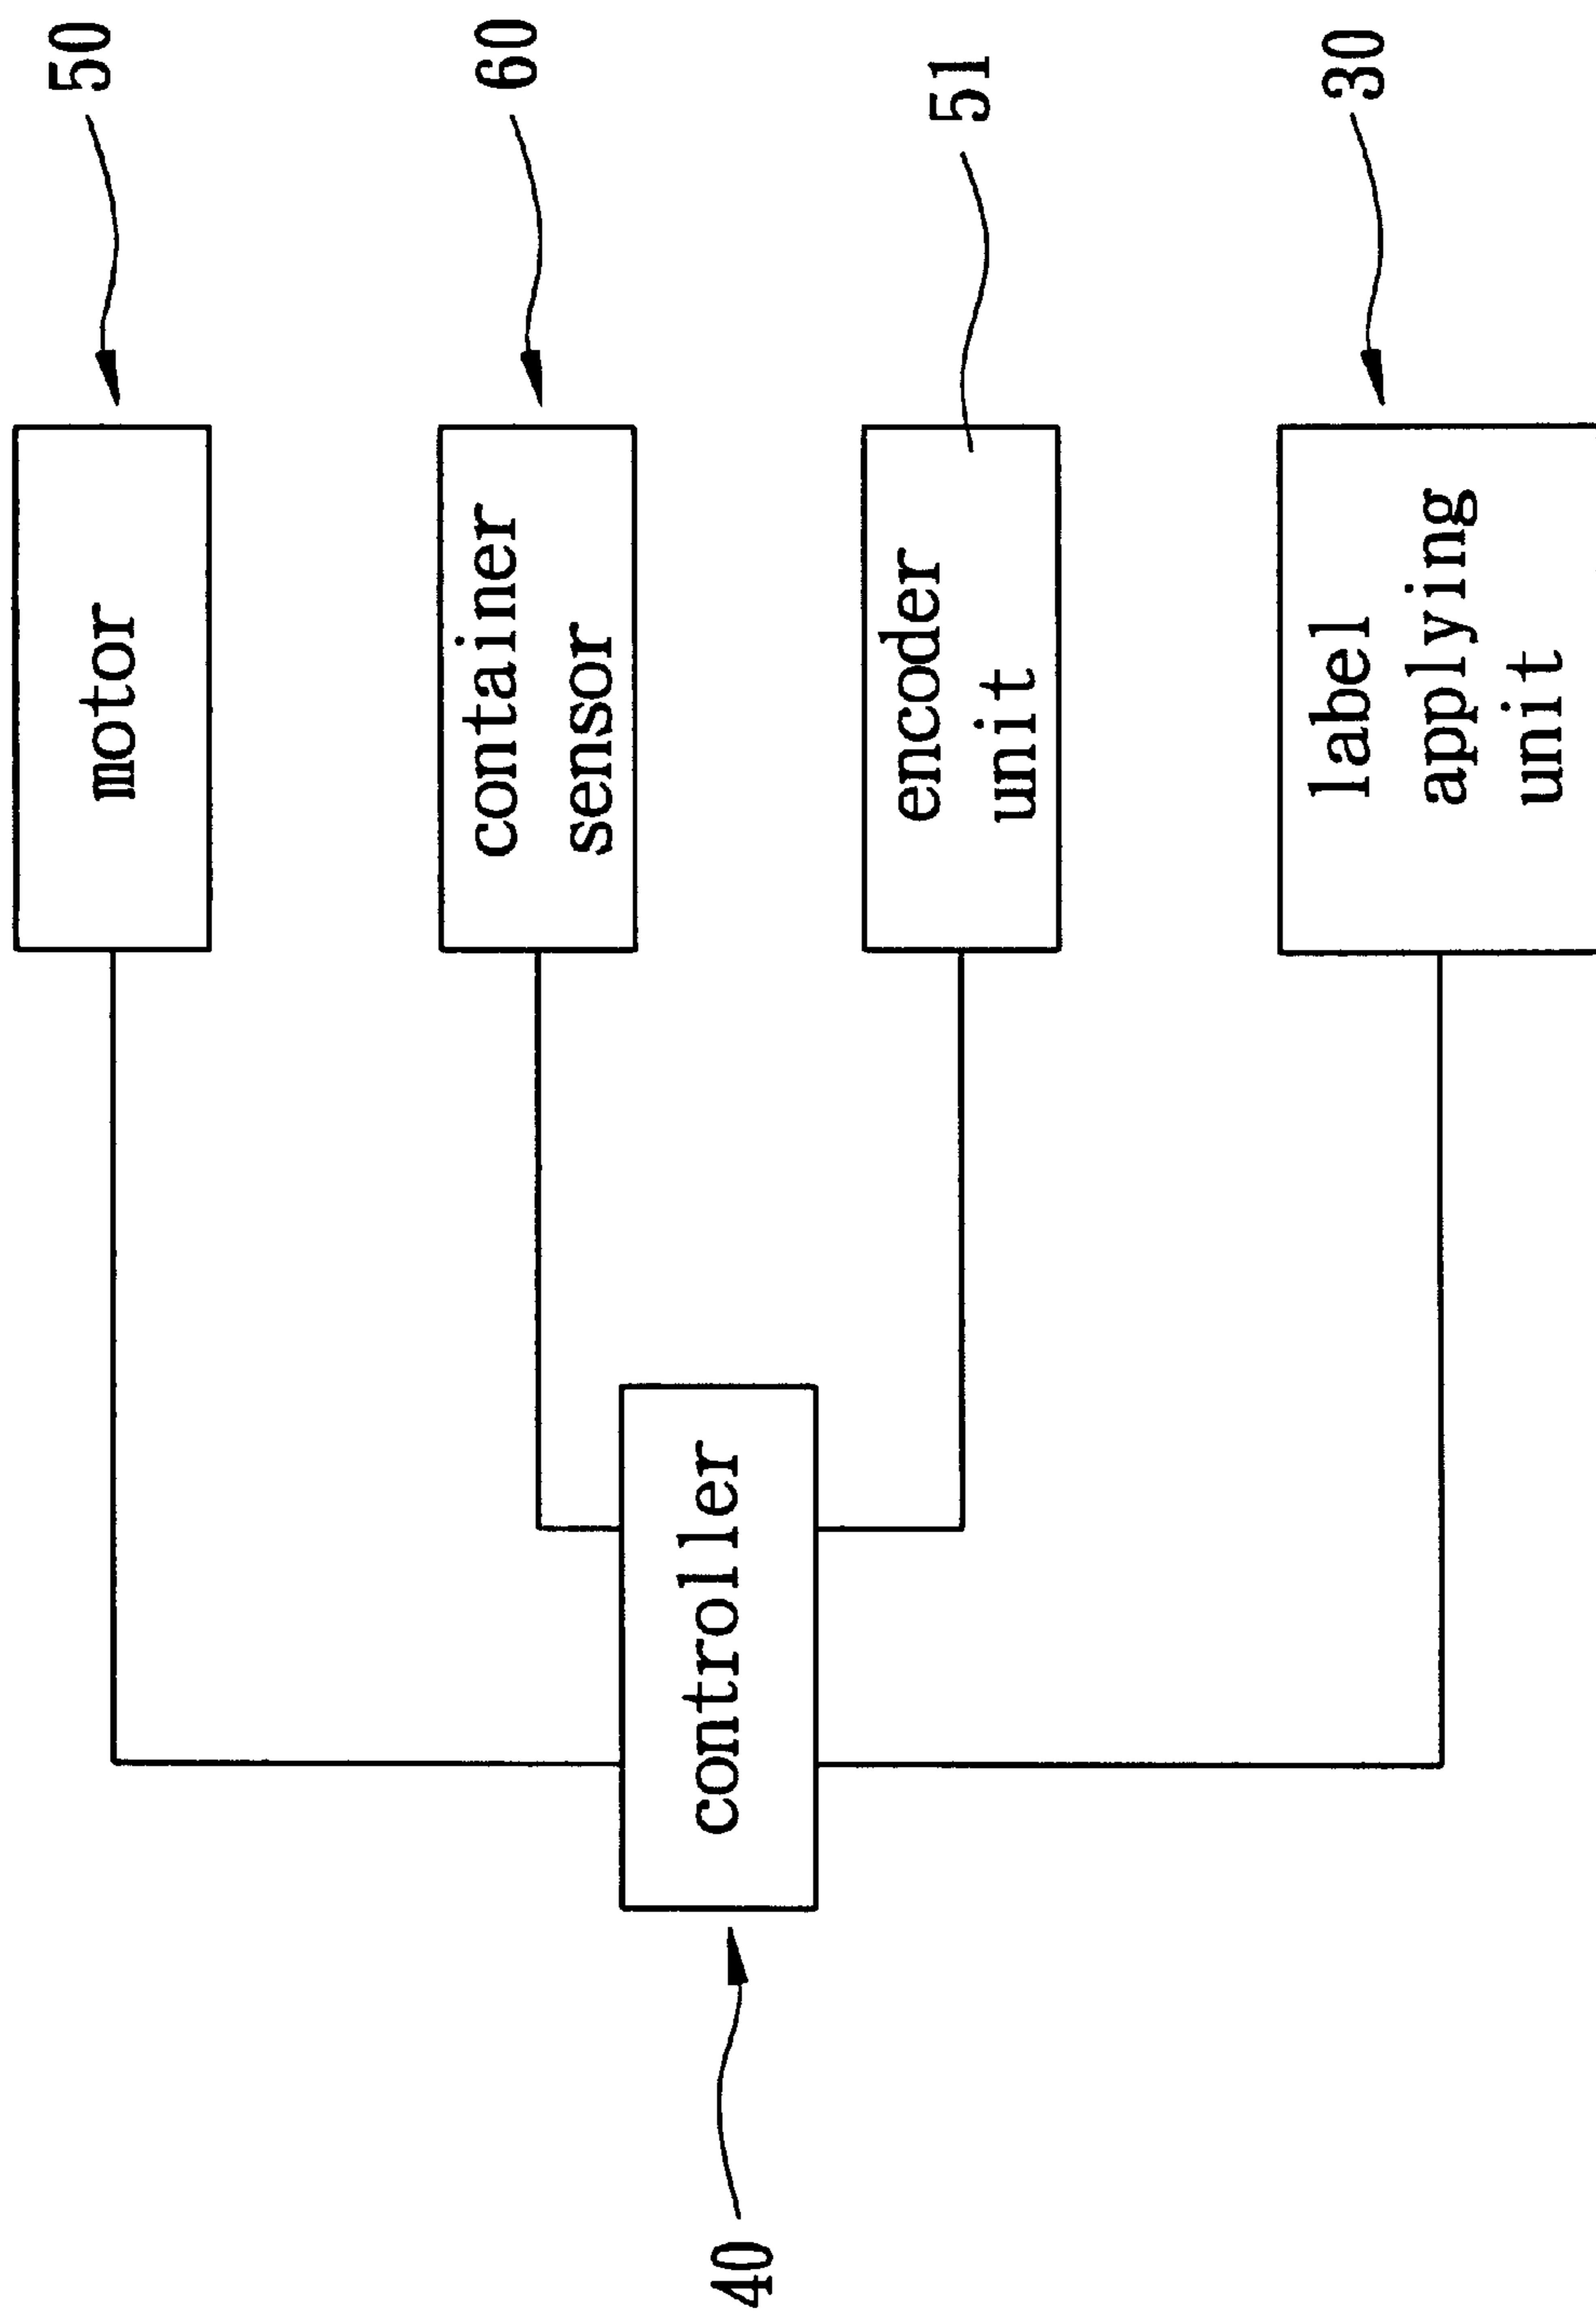 motor
50
container
sensor
60
encoder
unit
51
label
applying
unit
30
controller
40